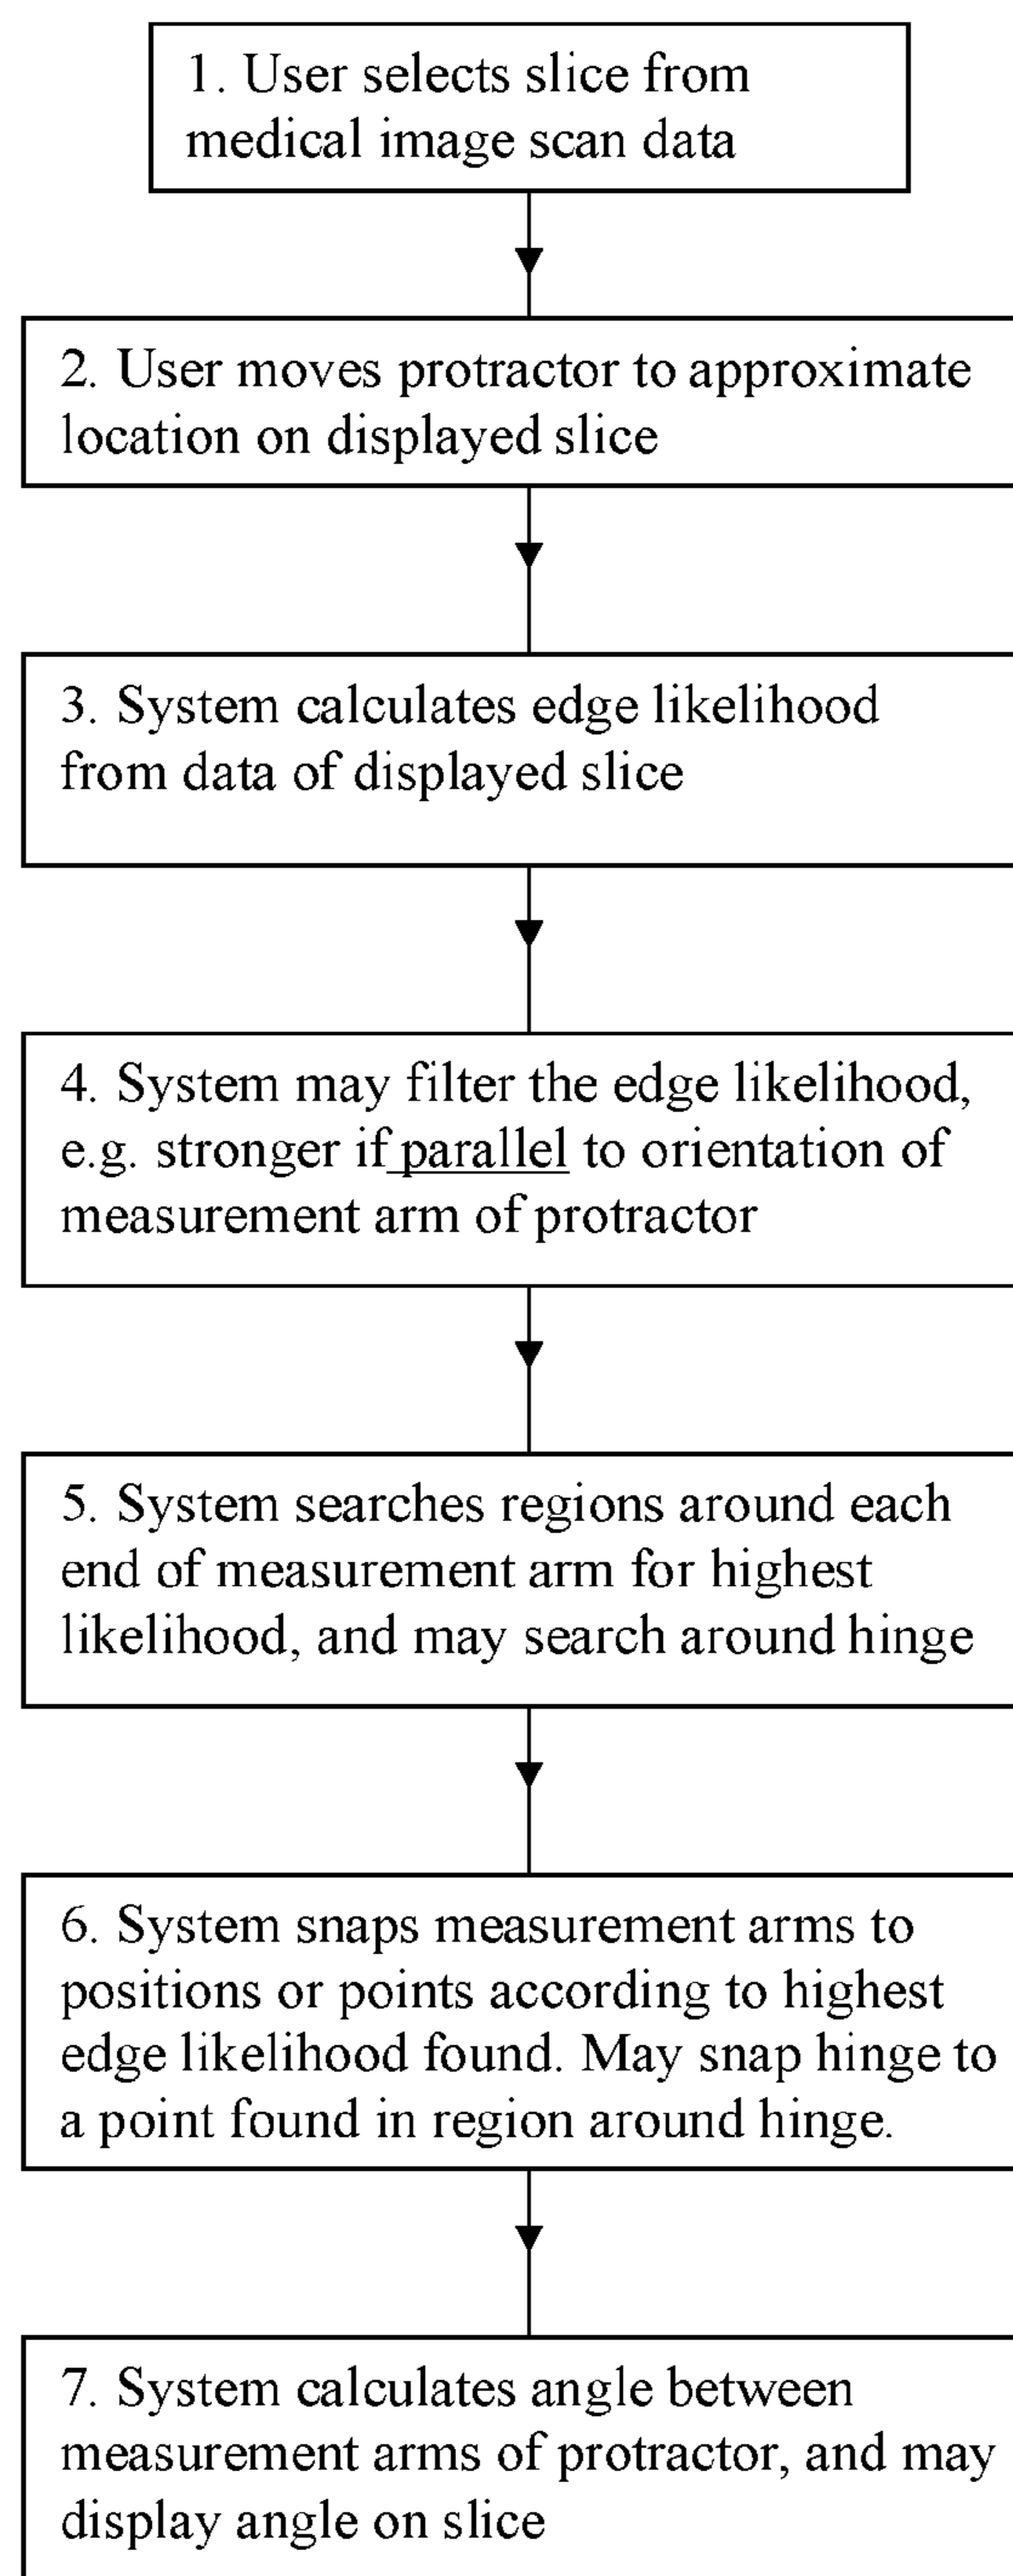 1. User selects slice from
medical image scan data
2. User moves protractor to approximate
location on displayed slice
3. System calculates edge likelihood
from data of displayed slice
4. System may filter the edge likelihood,
e.g. stronger if parallel to orientation of
measurement arm of protractor
5. System searches regions around each
end of measurement arm for highest
likelihood, and may search around hinge
6. System snaps measurement arms to
positions or points according to highest
edge likelihood found. May snap hinge to
a point found in region around hinge.
7. System calculates angle between
measurement arms of protractor, and may
display angle on slice